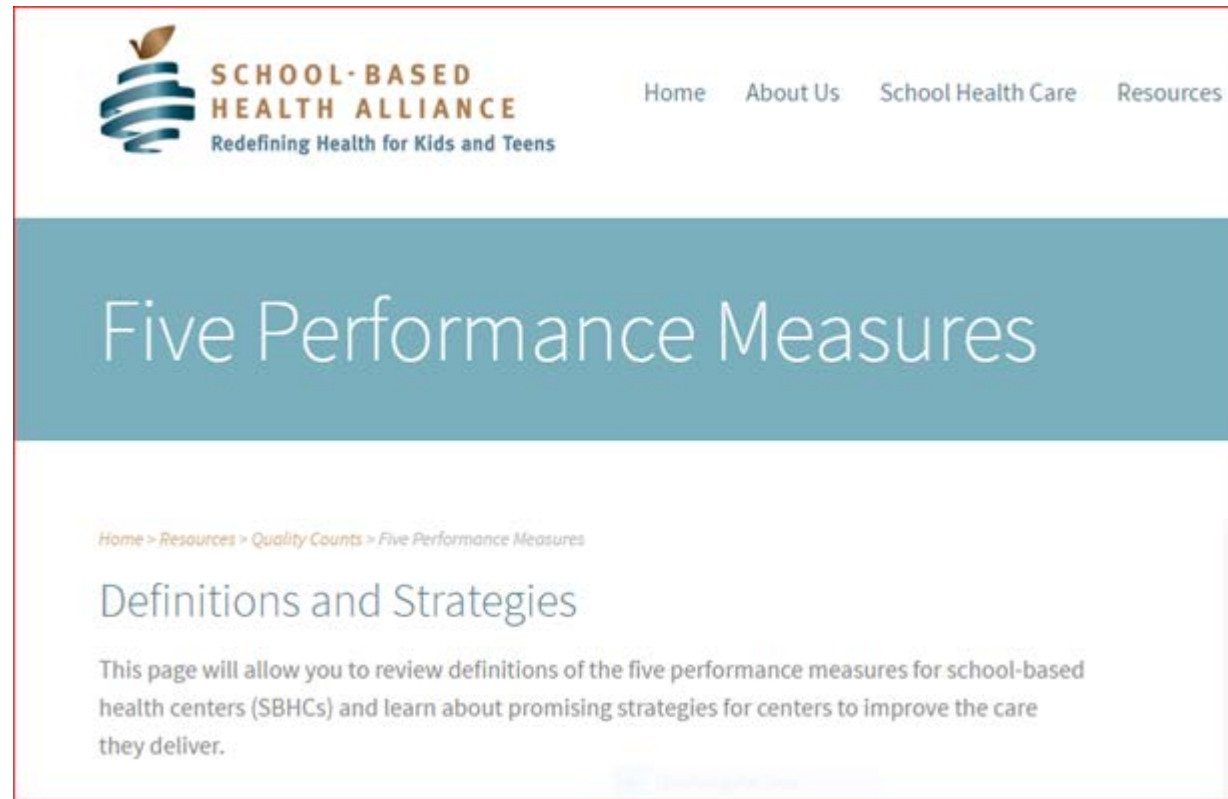 SCHOOL-BASED
HEALTH ALLIANCE
Redefining Health for Kids and Teens
Home About Us School Health Care Resources
Five Performance Measures
Home > Resources > Quality Counts > Five Performance Measures
Definitions and Strategies
This page will allow you to review definitions of the five performance measures for school-based
health centers (SBHCs) and learn about promising strategies for centers to improve the care
they deliver.